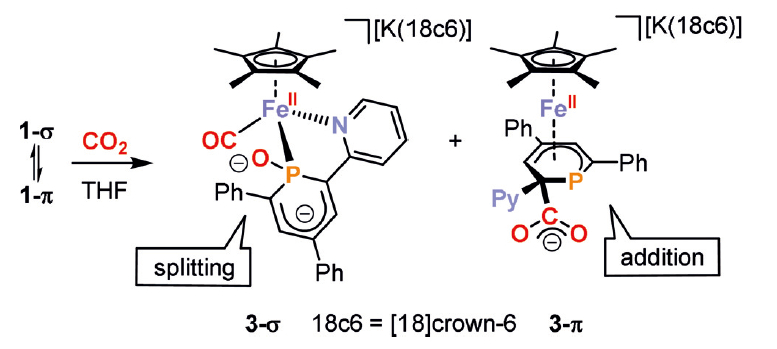 ][K(18c6)]
][K(18c6)]
Fe II
Fe II
OC
N
⊖ O
P
Ph
⊖
Ph
1-σ
⇌
1-π
CO2
THF
+
Ph
Ph
P
Py
C
O ⊖ O
splitting
addition
3-σ 18c6 = [18]crown-6 3-π